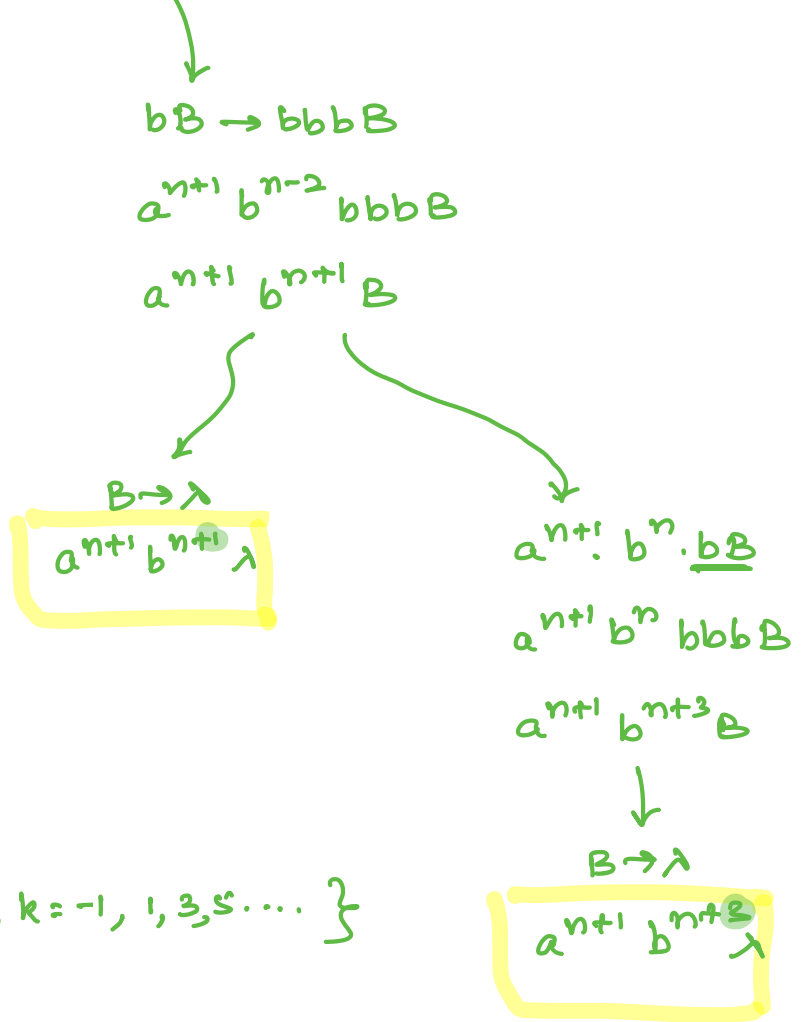 bB → bbbB
a^{n+1} b^{n-2} bbbB
a^{n+1} b^{n+1} B
B → λ
a^{n+1} b^{n+1} λ
a^{n+1} · b^{n} · bB
a^{n+1} b^{n} bbbB
a^{n+1} b^{n+3} B
B → λ
a^{n+1} b^{n+3} λ
k = -1, 1, 3, 5 .... }